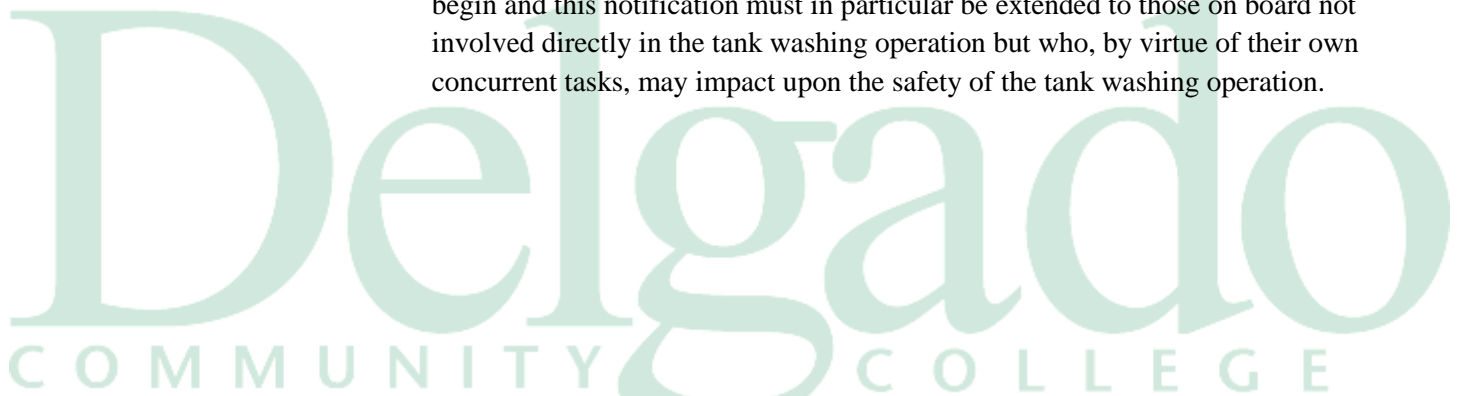 begin and this notification must in particular be extended to those on board not
involved directly in the tank washing operation but who, by virtue of their own
concurrent tasks, may impact upon the safety of the tank washing operation.
Delgado
COMMUNITY COLLEGE